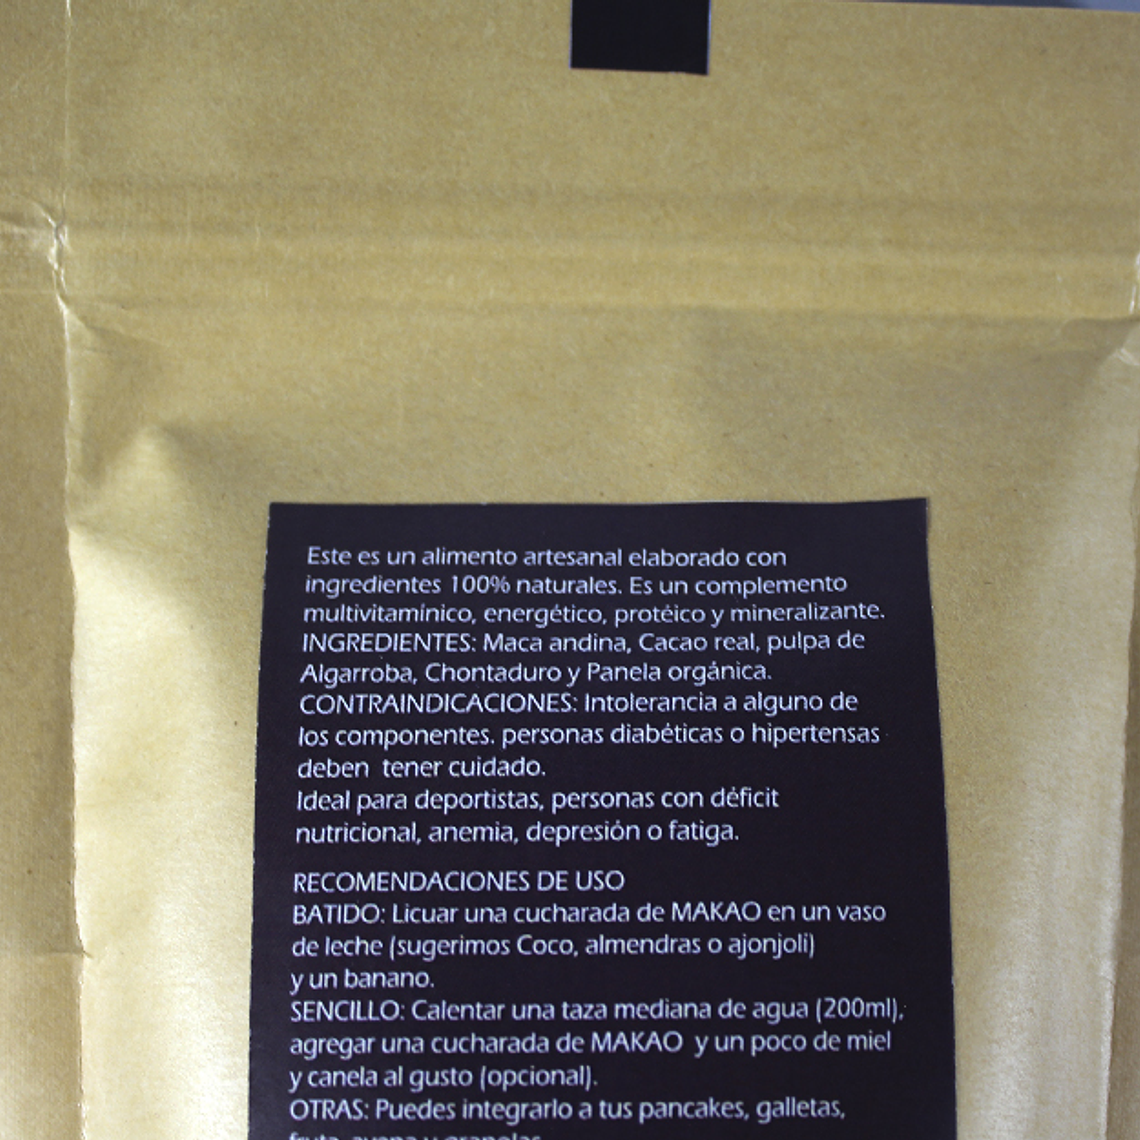 Este es un alimento artesanal elaborado con
ingredientes 100% naturales. Es un complemento
multivitamínico, energético, protéico y mineralizante.
INGREDIENTES: Maca andina, Cacao real, pulpa de
Algarroba, Chontaduro y Panela orgánica.
CONTRAINDICACIONES: Intolerancia a alguno de
los componentes. personas diabéticas o hipertensas
deben tener cuidado.
Ideal para deportistas, personas con déficit
nutricional, anemia, depresión o fatiga.
RECOMENDACIONES DE USO
BATIDO: Licuar una cucharada de MAKAO en un vaso
de leche (sugerimos Coco, almendras o ajonjoli)
y un banano.
SENCILLO: Calentar una taza mediana de agua (200ml),
agregar una cucharada de MAKAO y un poco de miel
y canela al gusto (opcional).
OTRAS: Puedes integrarlo a tus pancakes, galletas,
fruta, avena y granolas